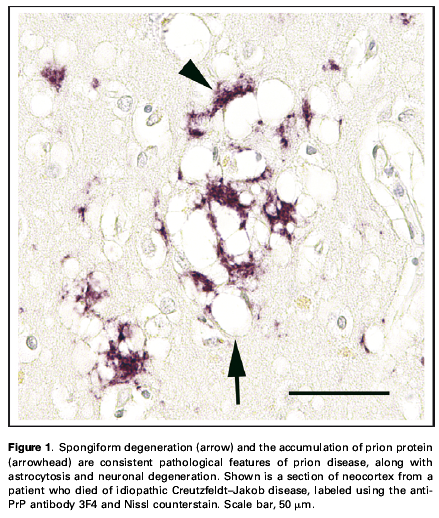 Figure 1. Spongiform degeneration (arrow) and the accumulation of prion protein
(arrowhead) are consistent pathological features of prion disease, along with
astrocytosis and neuronal degeneration. Shown is a section of neocortex from a
patient who died of idiopathic Creutzfeldt–Jakob disease, labeled using the anti-
PrP antibody 3F4 and Nissl counterstain. Scale bar, 50 μm.